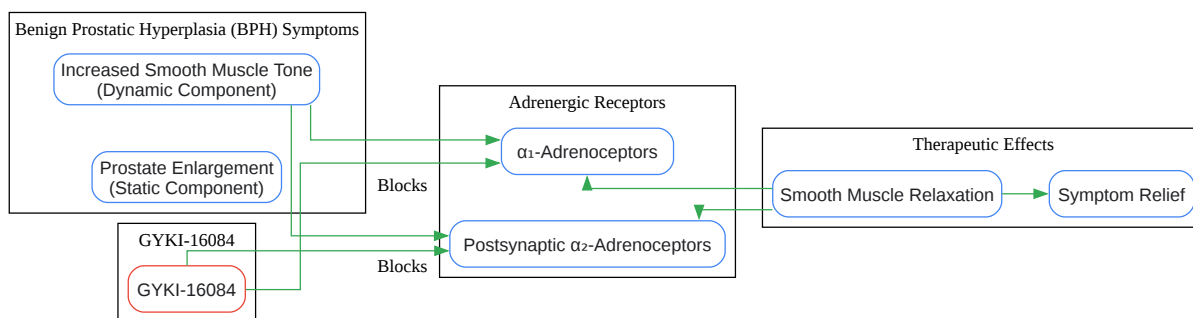 Benign Prostatic Hyperplasia (BPH) Symptoms
Increased Smooth Muscle Tone
(Dynamic Component)
Prostate Enlargement
(Static Component)
GYKI-16084
GYKI-16084
Blocks
Blocks
Adrenergic Receptors
α₁-Adrenoceptors
Postsynaptic α₂-Adrenoceptors
Therapeutic Effects
Smooth Muscle Relaxation
Symptom Relief